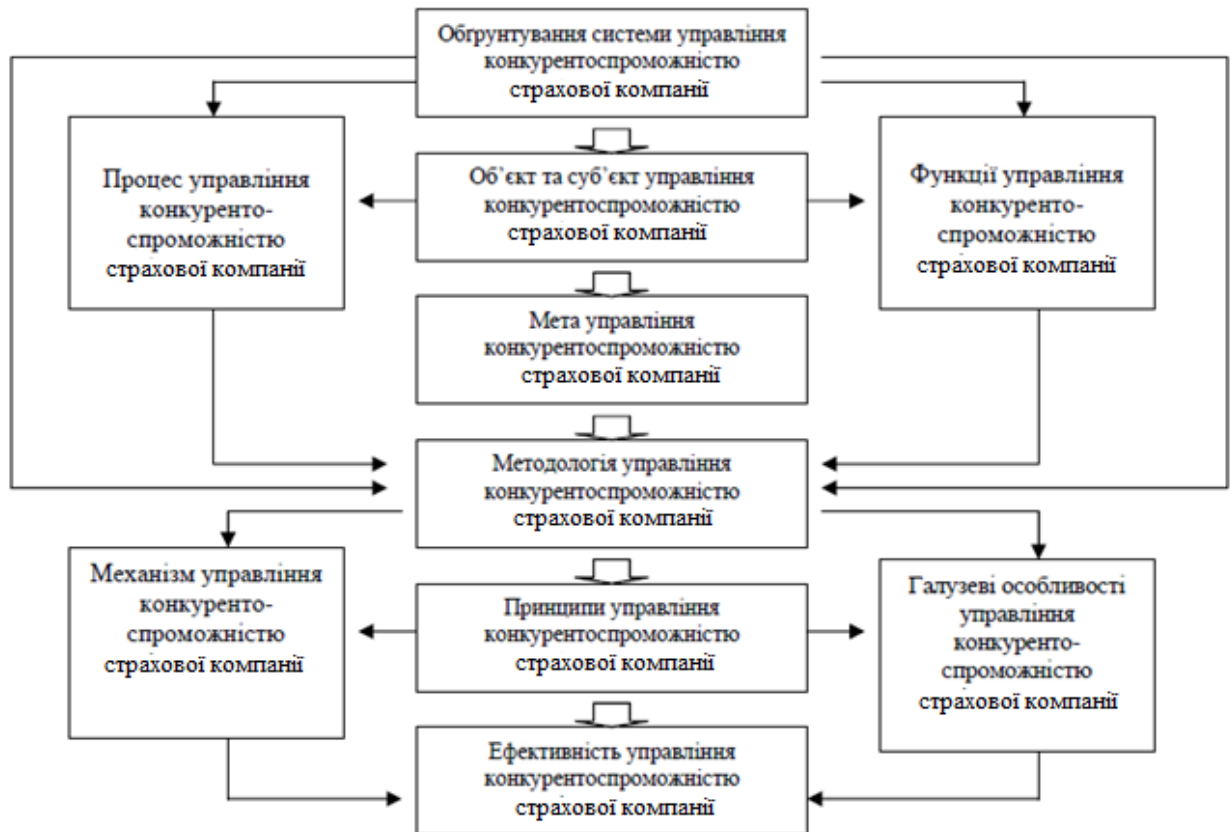 Обґрунтування системи управління
конкурентоспроможністю
страхової компанії
Процес управління
конкуренто-
спроможністю
страхової компанії
Об`єкт та суб`єкт управління
конкурентоспроможністю
страхової компанії
Функції управління
конкуренто-
спроможністю
страхової компанії
Мета управління
конкурентоспроможністю
страхової компанії
Методологія управління
конкурентоспроможністю
страхової компанії
Механізм управління
конкуренто-
спроможністю
страхової компанії
Принципи управління
конкурентоспроможністю
страхової компанії
Галузеві особливості
управління
конкуренто-
спроможністю
страхової компанії
Ефективність управління
конкурентоспроможністю
страхової компанії